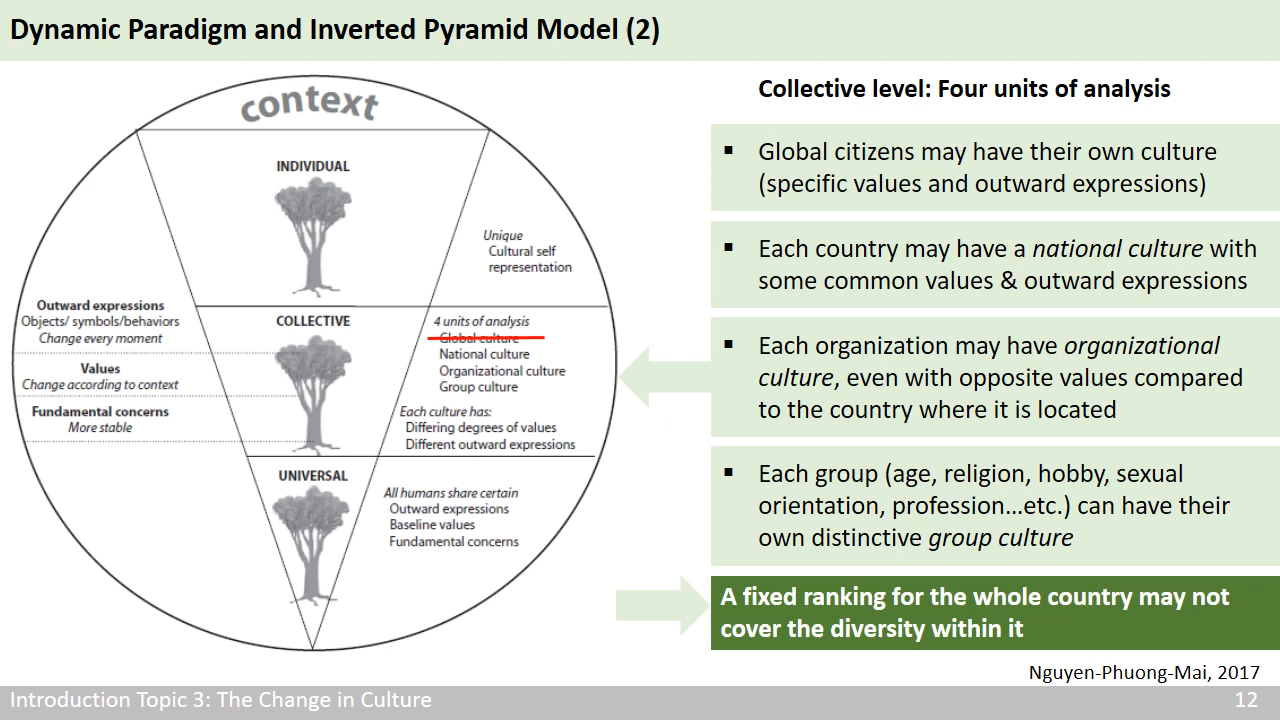 Dynamic Paradigm and Inverted Pyramid Model (2)
context
INDIVIDUAL
Unique
Cultural self
representation
Outward expressions
Objects/ symbols/behaviors
Change every moment
Values
Change according to context
Fundamental concerns
More stable
COLLECTIVE
4 units of analysis
Global culture
National culture
Organizational culture
Group culture
Each culture has:
Differing degrees of values
Different outward expressions
UNIVERSAL
All humans share certain
Outward expressions
Baseline values
Fundamental concerns
Collective level: Four units of analysis
▪ Global citizens may have their own culture
(specific values and outward expressions)
▪ Each country may have a national culture with
some common values & outward expressions
▪ Each organization may have organizational
culture, even with opposite values compared
to the country where it is located
▪ Each group (age, religion, hobby, sexual
orientation, profession…etc.) can have their
own distinctive group culture
A fixed ranking for the whole country may not
cover the diversity within it
Nguyen-Phuong-Mai, 2017
Introduction Topic 3: The Change in Culture
12